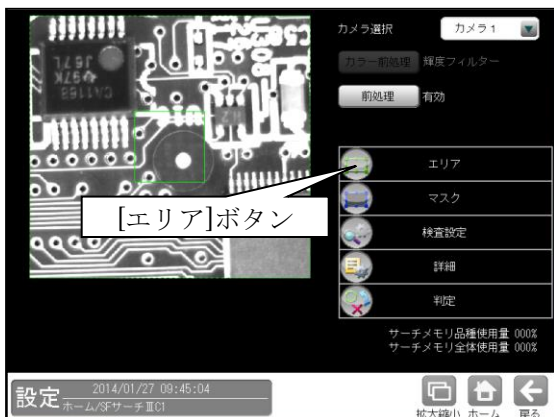 カメラ選択
カメラ1
カラー前処理
輝度フィルター
前処理
有効
J67L
97K
CA1163
[エリア]ボタン
エリア
マスク
検査設定
詳細
判定
サーチメモリ品種使用量 000%
サーチメモリ全体使用量 000%
設定
2014/01/27 09:45:04
ホーム/SFサーチⅢC1
拡大縮小
ホーム
戻る